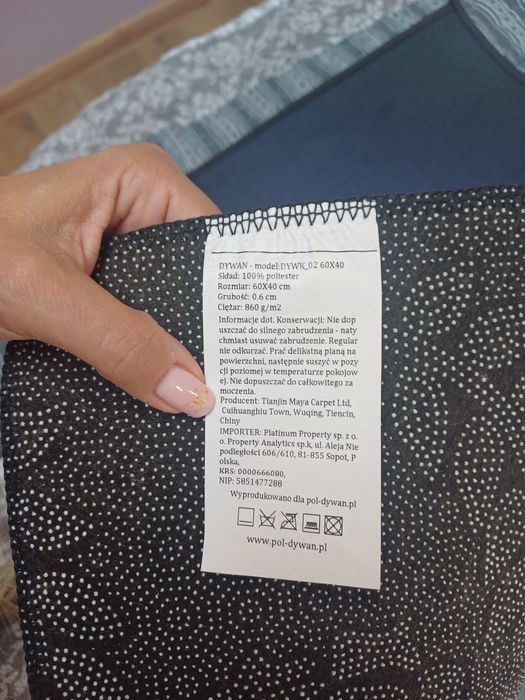 DYWAN - model:DYWK_02 60X40
Skład: 100% poliester
Rozmiar: 60X40 cm
Grubość: 0.6 cm
Ciężar: 860 g/m2
Informacje dot. Konserwacji: Nie dop
uszczać do silnego zabrudzenia - naty
chmiast usuwać zabrudzenie. Regular
nie odkurzać. Prać delikatną pianą na
powierzchni, następnie suszyć w pozy
cji poziomej w temperaturze pokojow
ej. Nie dopuszczać do całkowitego za
moczenia.
Producent: Tianjin Maya Carpet Ltd,
Cuihuanghiu Town, Wuqing, Tiencin,
Chiny
IMPORTER: Platinum Property sp. z o.
o. Property Analytics sp.k, ul. Aleja Nie
podległości 606/610, 81-855 Sopot, P
olska,
KRS: 0000666080,
NIP: 5851477288
Wyprodukowano dla pol-dywan.pl
www.pol-dywan.pl